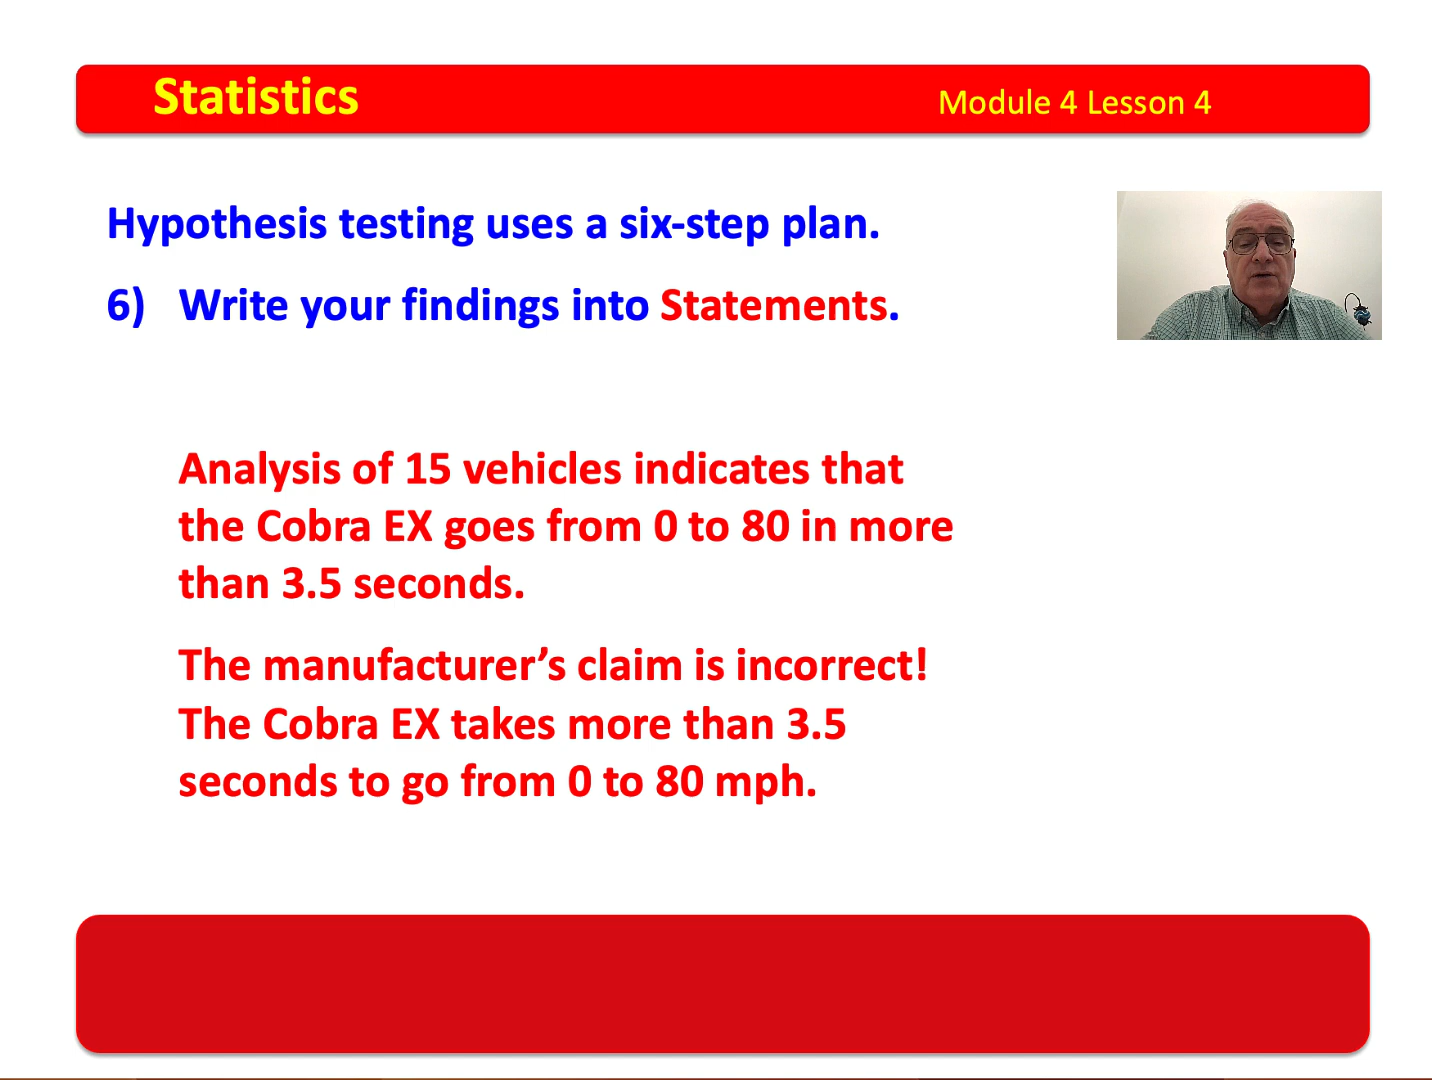 Statistics
Module 4 Lesson 4
Hypothesis testing uses a six-step plan.
6) Write your findings into Statements.
Analysis of 15 vehicles indicates that
the Cobra EX goes from 0 to 80 in more
than 3.5 seconds.
The manufacturer’s claim is incorrect!
The Cobra EX takes more than 3.5
seconds to go from 0 to 80 mph.